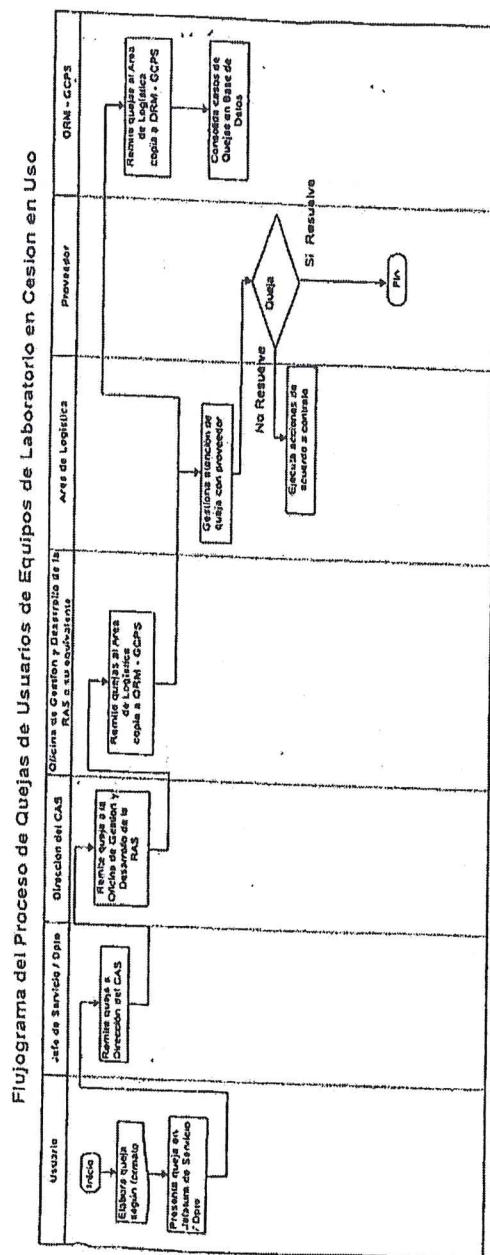 Flujograma del Proceso de Quejas de Usuarios de Equipos de Laboratorio en Cesion en Uso
Usuario
Jefe de Servicio / Dpto
Direccion del CAS
Oficina de Gestion y Desarrollo de la
RAS o su equivalente
Area de Logistica
Proveedor
ORM - GCPS
Inicio
Elabora queja
según formato
Presenta queja en
Jefatura de Servicio
/ Dpto
Remite queja a
Dirección del CAS
Remite queja a la
Oficina de Gestion y
Desarrollo de la
RAS
Remite quejas al Area
de Logística
copia a ORM - GCPS
Gestiona atención de
queja con proveedor
No Resuelve
Ejecuta acciones de
acuerdo a contrato
Queja
Si Resuelve
Fin
Remite quejas al Area
de Logística
copia a ORM - GCPS
Consolida casos de
Quejas en Base de
Datos